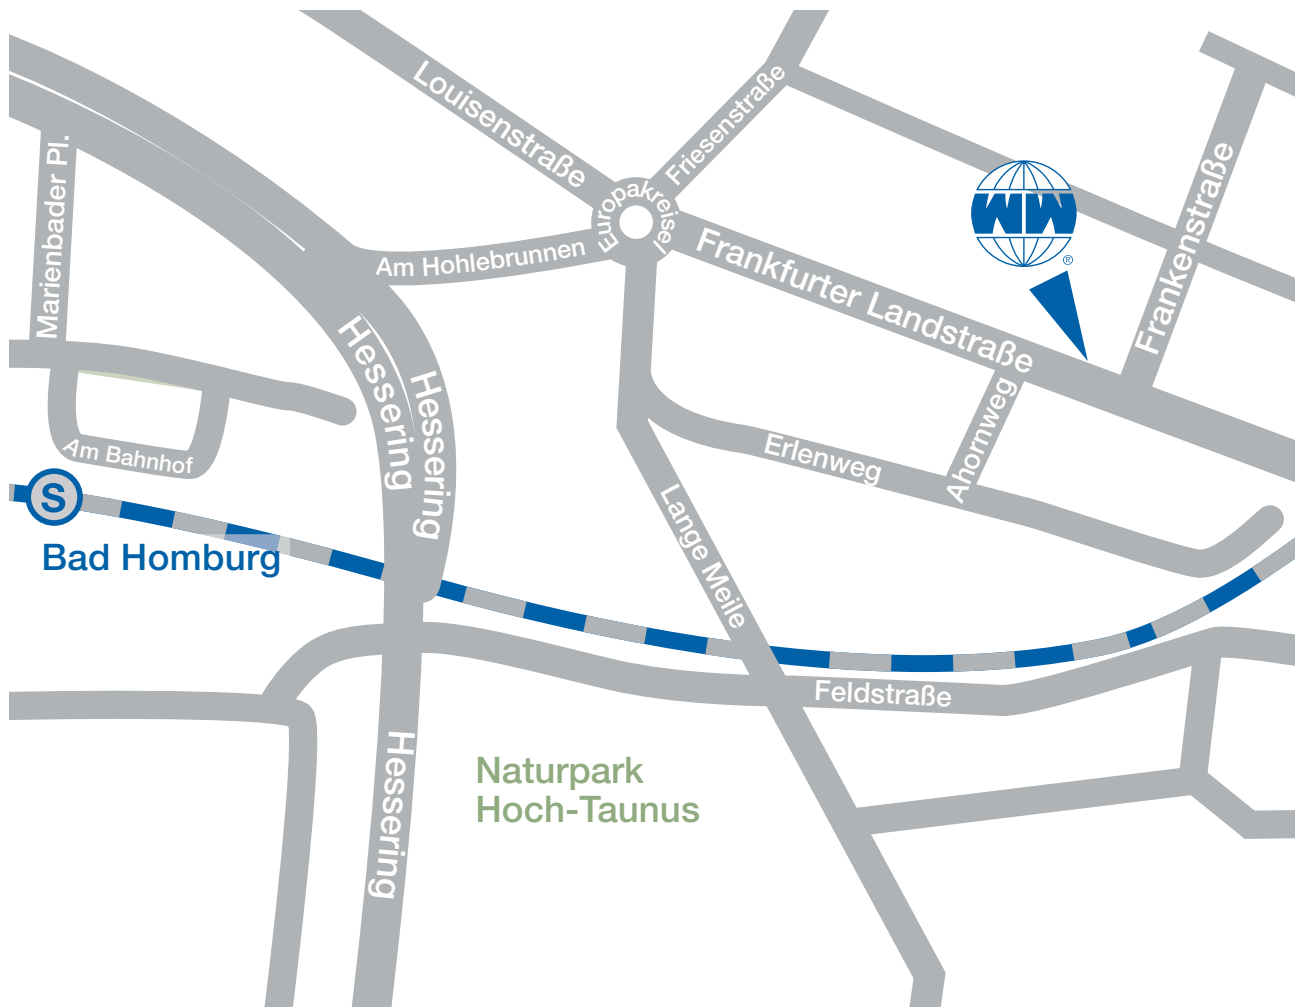 Louisenstraße
Friesenstraße
Europakreisel
Marienbader Pl.
Am Hohlebrunnen
Frankfurter Landstraße
WIW
®
Frankenstraße
Hessering
Hessering
Ahornweg
Erlenweg
Am Bahnhof
S
Bad Homburg
Lange Meile
Feldstraße
Hessering
Naturpark
Hoch-Taunus